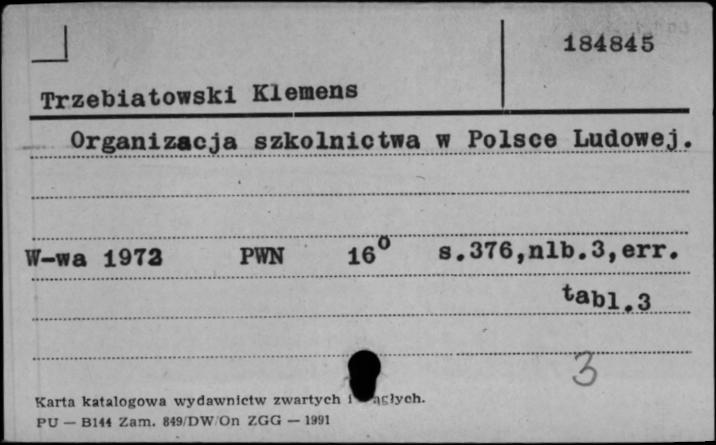 184845
Trzebiatowski Klemens
Organizacja szkolnictwa w Polsce Ludowej.
W-wa 1972 PWN 16° s.376,nlb.3,err.
tabl.3
3
Karta katalogowa wydawnictw zwartych i
PU — B144 Zam. 849/DW/On ZGG — 1991